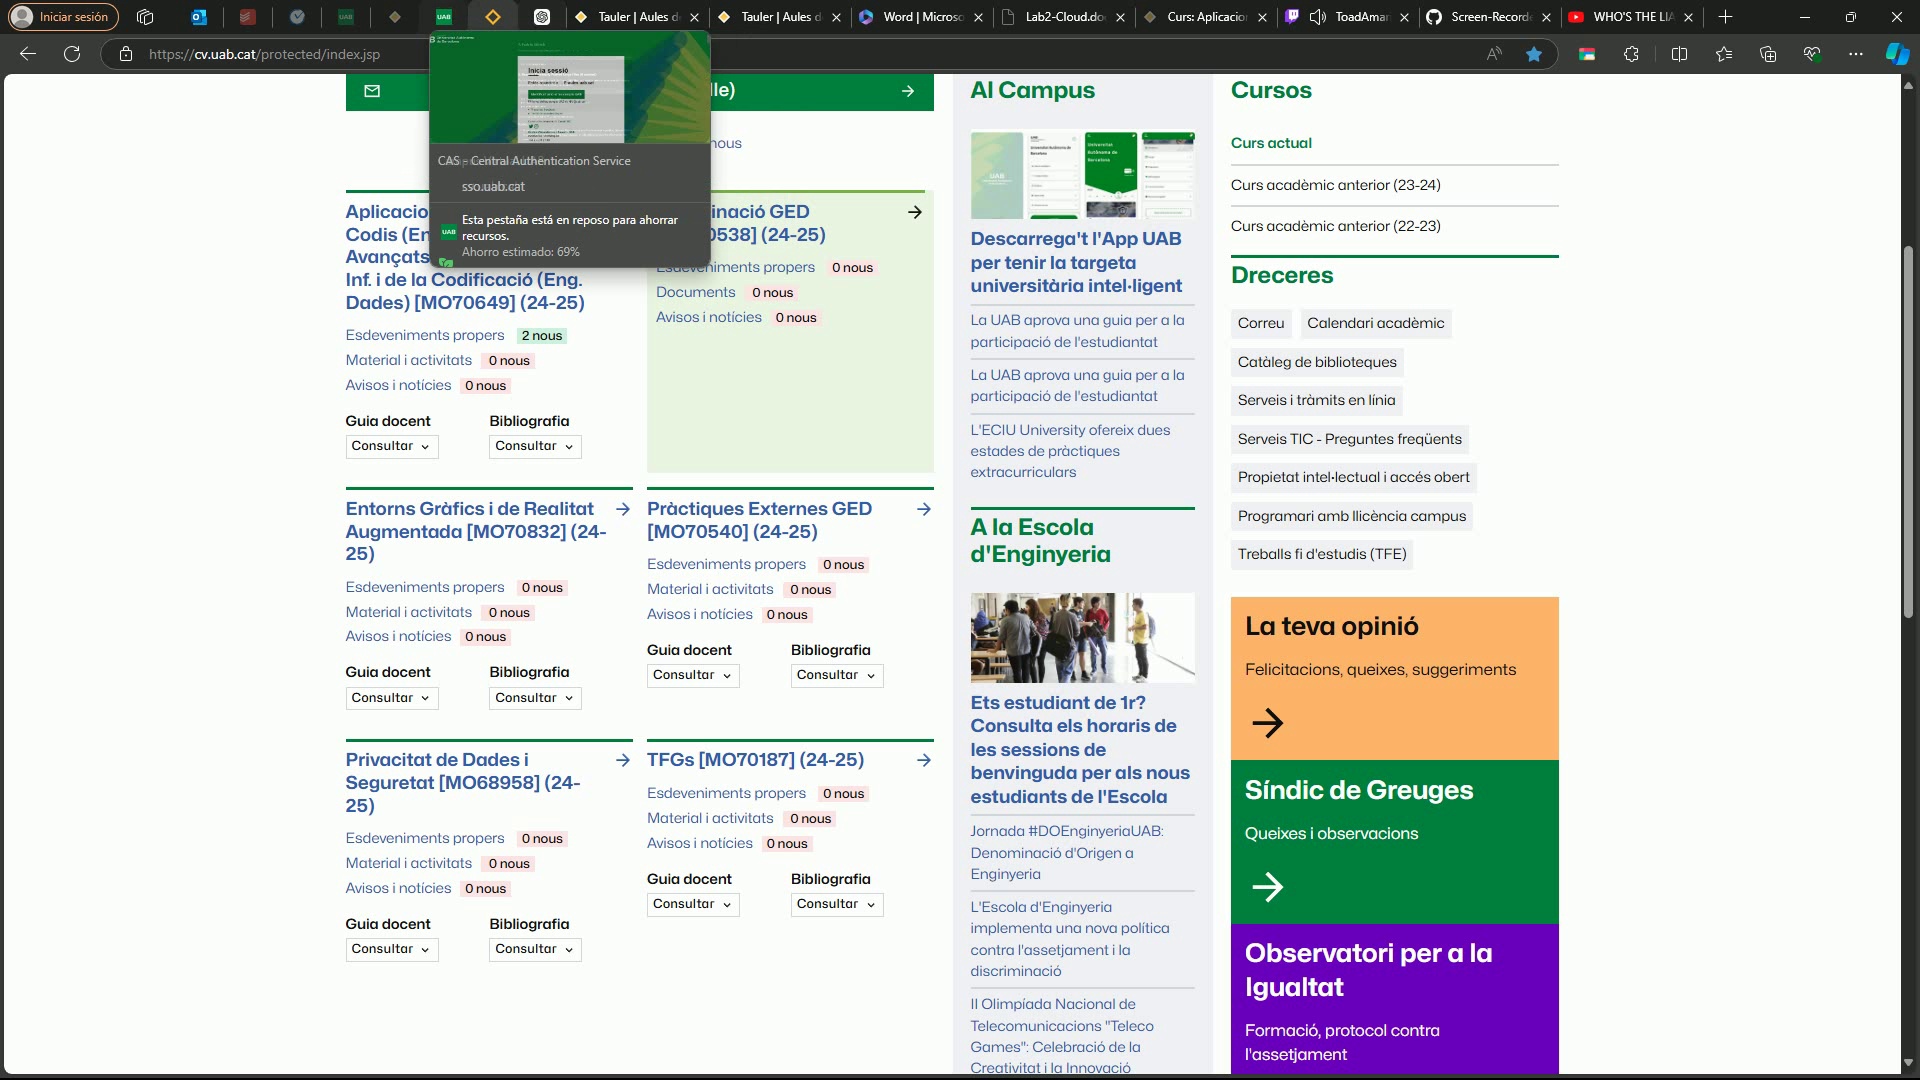 Iniciar sesión
Tauler | Aules d
Tauler | Aules d
Word | Micros
Lab2-Cloud.do
Curs: Aplicacio
ToadAma
Screen-Record
WHO'S THE LI
https://cv.uab.cat/protected/index.jsp
Inicia sessió
CAS - Central Authentication Service
sso.uab.cat
UAB
Esta pestaña está en reposo para ahorrar
recursos.
Ahorro estimado: 69%
lle)
nous
Aplicacio
Codis (En
Avançats
Inf. i de la Codificació (Eng.
Dades) [MO70649] (24-25)
Esdeveniments propers 2 nous
Material i activitats 0 nous
Avisos i notícies 0 nous
Guia docent Bibliografia
Consultar Consultar
inació GED
0538] (24-25)
Esdeveniments propers 0 nous
Documents 0 nous
Avisos i notícies 0 nous
Entorns Gràfics i de Realitat
Augmentada [MO70832] (24-
25)
Esdeveniments propers 0 nous
Material i activitats 0 nous
Avisos i notícies 0 nous
Guia docent Bibliografia
Consultar Consultar
Pràctiques Externes GED
[MO70540] (24-25)
Esdeveniments propers 0 nous
Material i activitats 0 nous
Avisos i notícies 0 nous
Guia docent Bibliografia
Consultar Consultar
Privacitat de Dades i
Seguretat [MO68958] (24-
25)
Esdeveniments propers 0 nous
Material i activitats 0 nous
Avisos i notícies 0 nous
Guia docent Bibliografia
Consultar Consultar
TFGs [MO70187] (24-25)
Esdeveniments propers 0 nous
Material i activitats 0 nous
Avisos i notícies 0 nous
Guia docent Bibliografia
Consultar Consultar
Al Campus
Descarrega't l'App UAB
per tenir la targeta
universitària intel·ligent
La UAB aprova una guia per a la
participació de l'estudiantat
La UAB aprova una guia per a la
participació de l'estudiantat
L'ECIU University ofereix dues
estades de pràctiques
extracurriculars
A la Escola
d'Enginyeria
Ets estudiant de 1r?
Consulta els horaris de
les sessions de
benvinguda per als nous
estudiants de l'Escola
Jornada #DOEnginyeriaUAB:
Denominació d'Origen a
Enginyeria
L'Escola d'Enginyeria
implementa una nova política
contra l'assetjament i la
discriminació
II Olimpíada Nacional de
Telecomunicacions "Teleco
Games": Celebració de la
Creativitat i la Innovació
Cursos
Curs actual
Curs acadèmic anterior (23-24)
Curs acadèmic anterior (22-23)
Dreceres
Correu Calendari acadèmic
Catàleg de biblioteques
Serveis i tràmits en línia
Serveis TIC - Preguntes freqüents
Propietat intel·lectual i accés obert
Programari amb llicència campus
Treballs fi d'estudis (TFE)
La teva opinió
Felicitacions, queixes, suggeriments
Síndic de Greuges
Queixes i observacions
Observatori per a la
Igualtat
Formació, protocol contra
l'assetjament